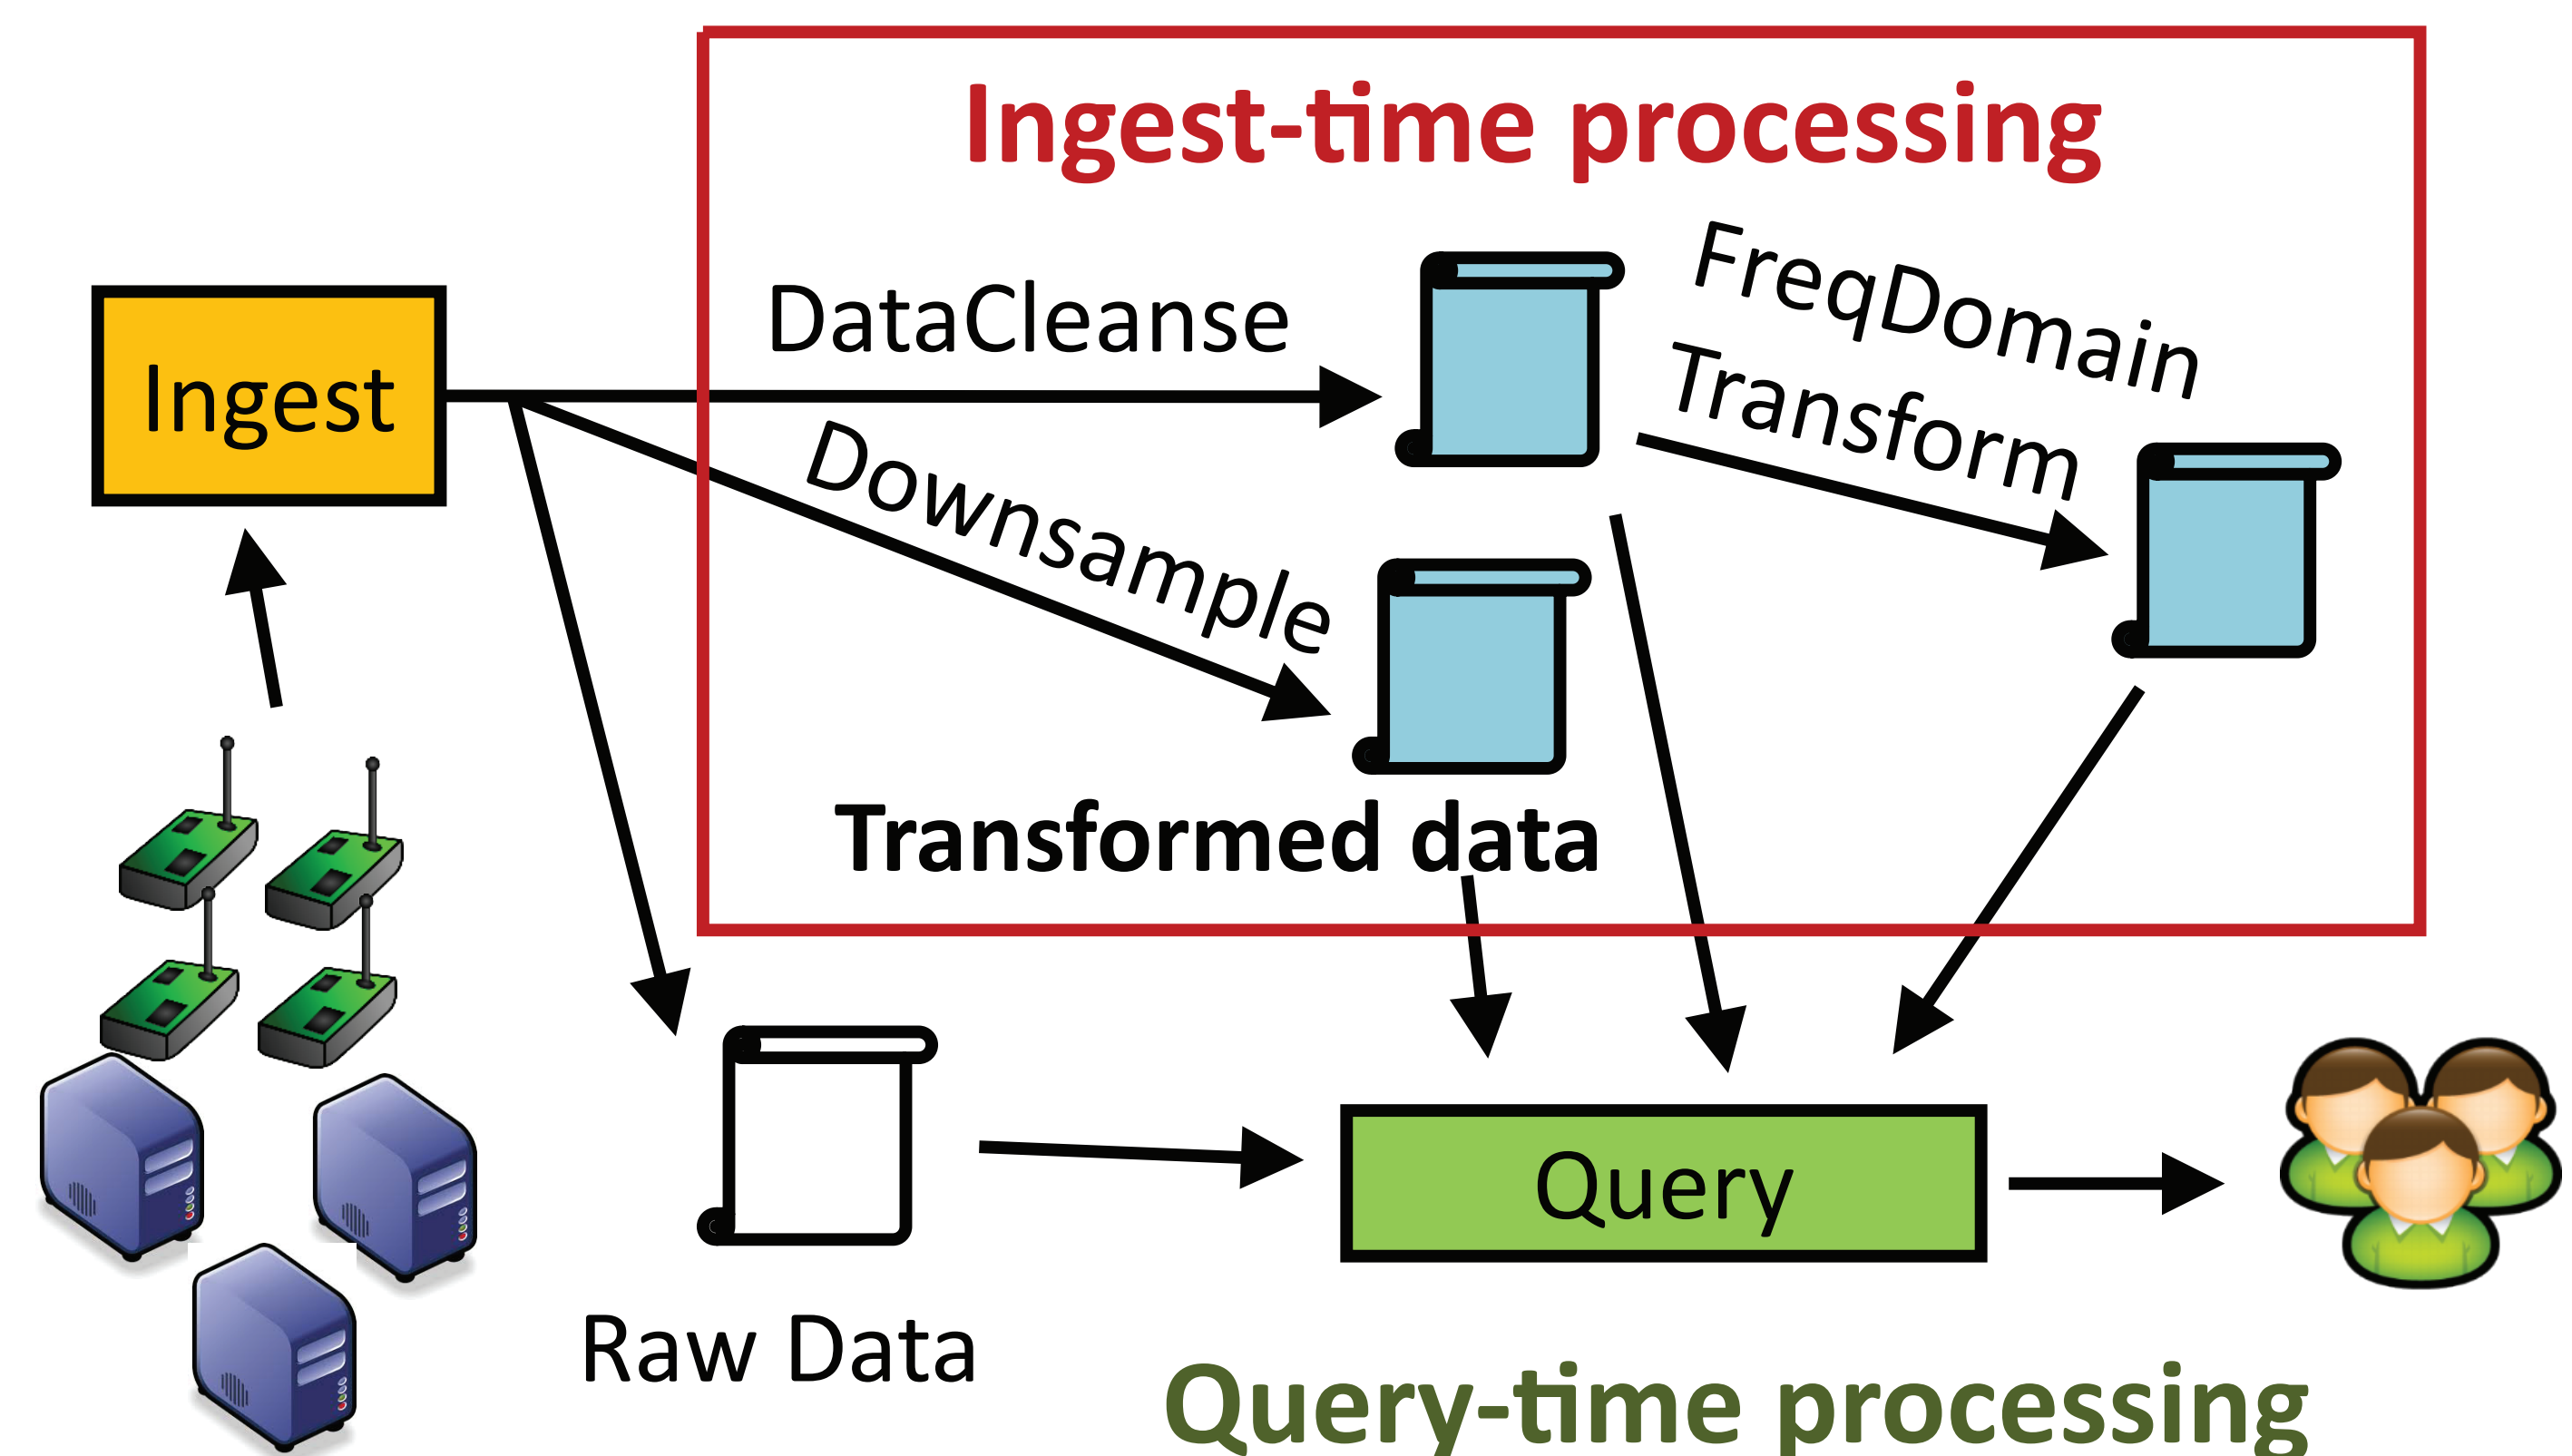 Ingest-time processing
Ingest
DataCleanse
FreqDomain
Transform
Downsample
Transformed data
Query
Raw Data
Query-time processing